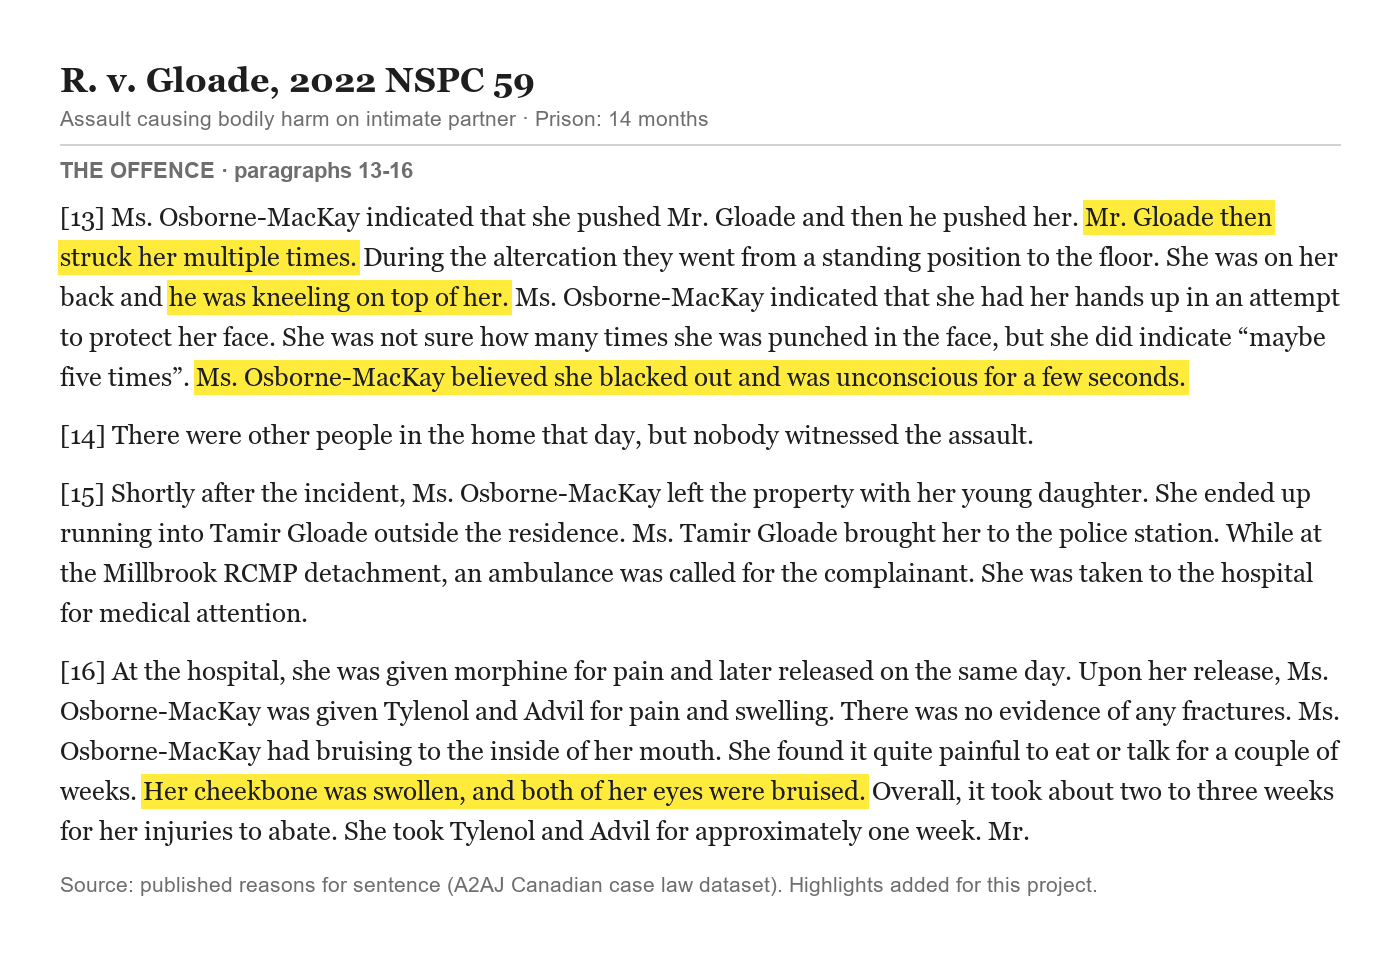 R. v. Gloade, 2022 NSPC 59
Assault causing bodily harm on intimate partner · Prison: 14 months
THE OFFENCE · paragraphs 13-16
[13] Ms. Osborne-MacKay indicated that she pushed Mr. Gloade and then he pushed her. Mr. Gloade then
struck her multiple times. During the altercation they went from a standing position to the floor. She was on her
back and he was kneeling on top of her. Ms. Osborne-MacKay indicated that she had her hands up in an attempt
to protect her face. She was not sure how many times she was punched in the face, but she did indicate “maybe
five times”. Ms. Osborne-MacKay believed she blacked out and was unconscious for a few seconds.
[14] There were other people in the home that day, but nobody witnessed the assault.
[15] Shortly after the incident, Ms. Osborne-MacKay left the property with her young daughter. She ended up
running into Tamir Gloade outside the residence. Ms. Tamir Gloade brought her to the police station. While at
the Millbrook RCMP detachment, an ambulance was called for the complainant. She was taken to the hospital
for medical attention.
[16] At the hospital, she was given morphine for pain and later released on the same day. Upon her release, Ms.
Osborne-MacKay was given Tylenol and Advil for pain and swelling. There was no evidence of any fractures. Ms.
Osborne-MacKay had bruising to the inside of her mouth. She found it quite painful to eat or talk for a couple of
weeks. Her cheekbone was swollen, and both of her eyes were bruised. Overall, it took about two to three weeks
for her injuries to abate. She took Tylenol and Advil for approximately one week. Mr.
Source: published reasons for sentence (A2AJ Canadian case law dataset). Highlights added for this project.